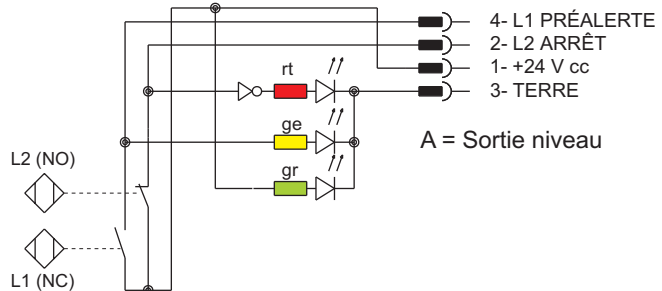 4- L1 PRÉALERTE
2- L2 ARRÊT
1- +24 V cc
3- TERRE
rt
ge
gr
A = Sortie niveau
L2 (NO)
L1 (NC)